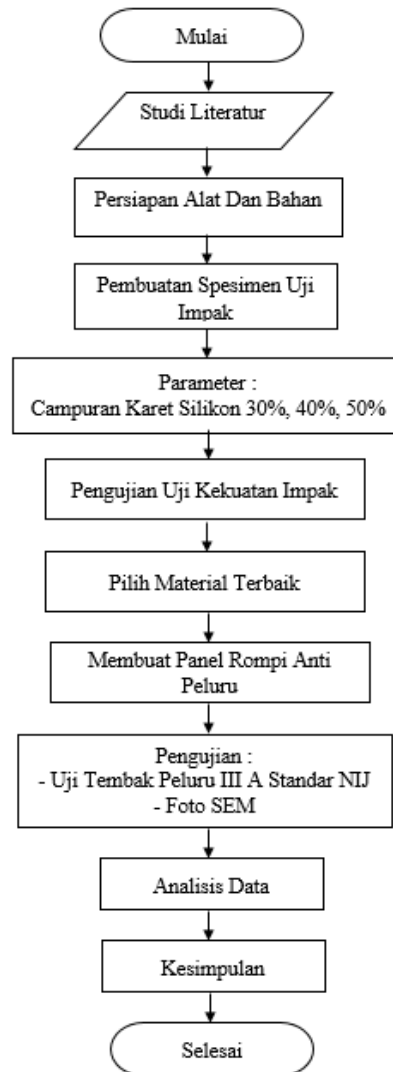 Mulai
Studi Literatur
Persiapan Alat Dan Bahan
Pembuatan Spesimen Uji
Impak
Parameter :
Campuran Karet Silikon 30%, 40%, 50%
Pengujian Uji Kekuatan Impak
Pilih Material Terbaik
Membuat Panel Rompi Anti
Peluru
Pengujian :
- Uji Tembak Peluru III A Standar NIJ
- Foto SEM
Analisis Data
Kesimpulan
Selesai